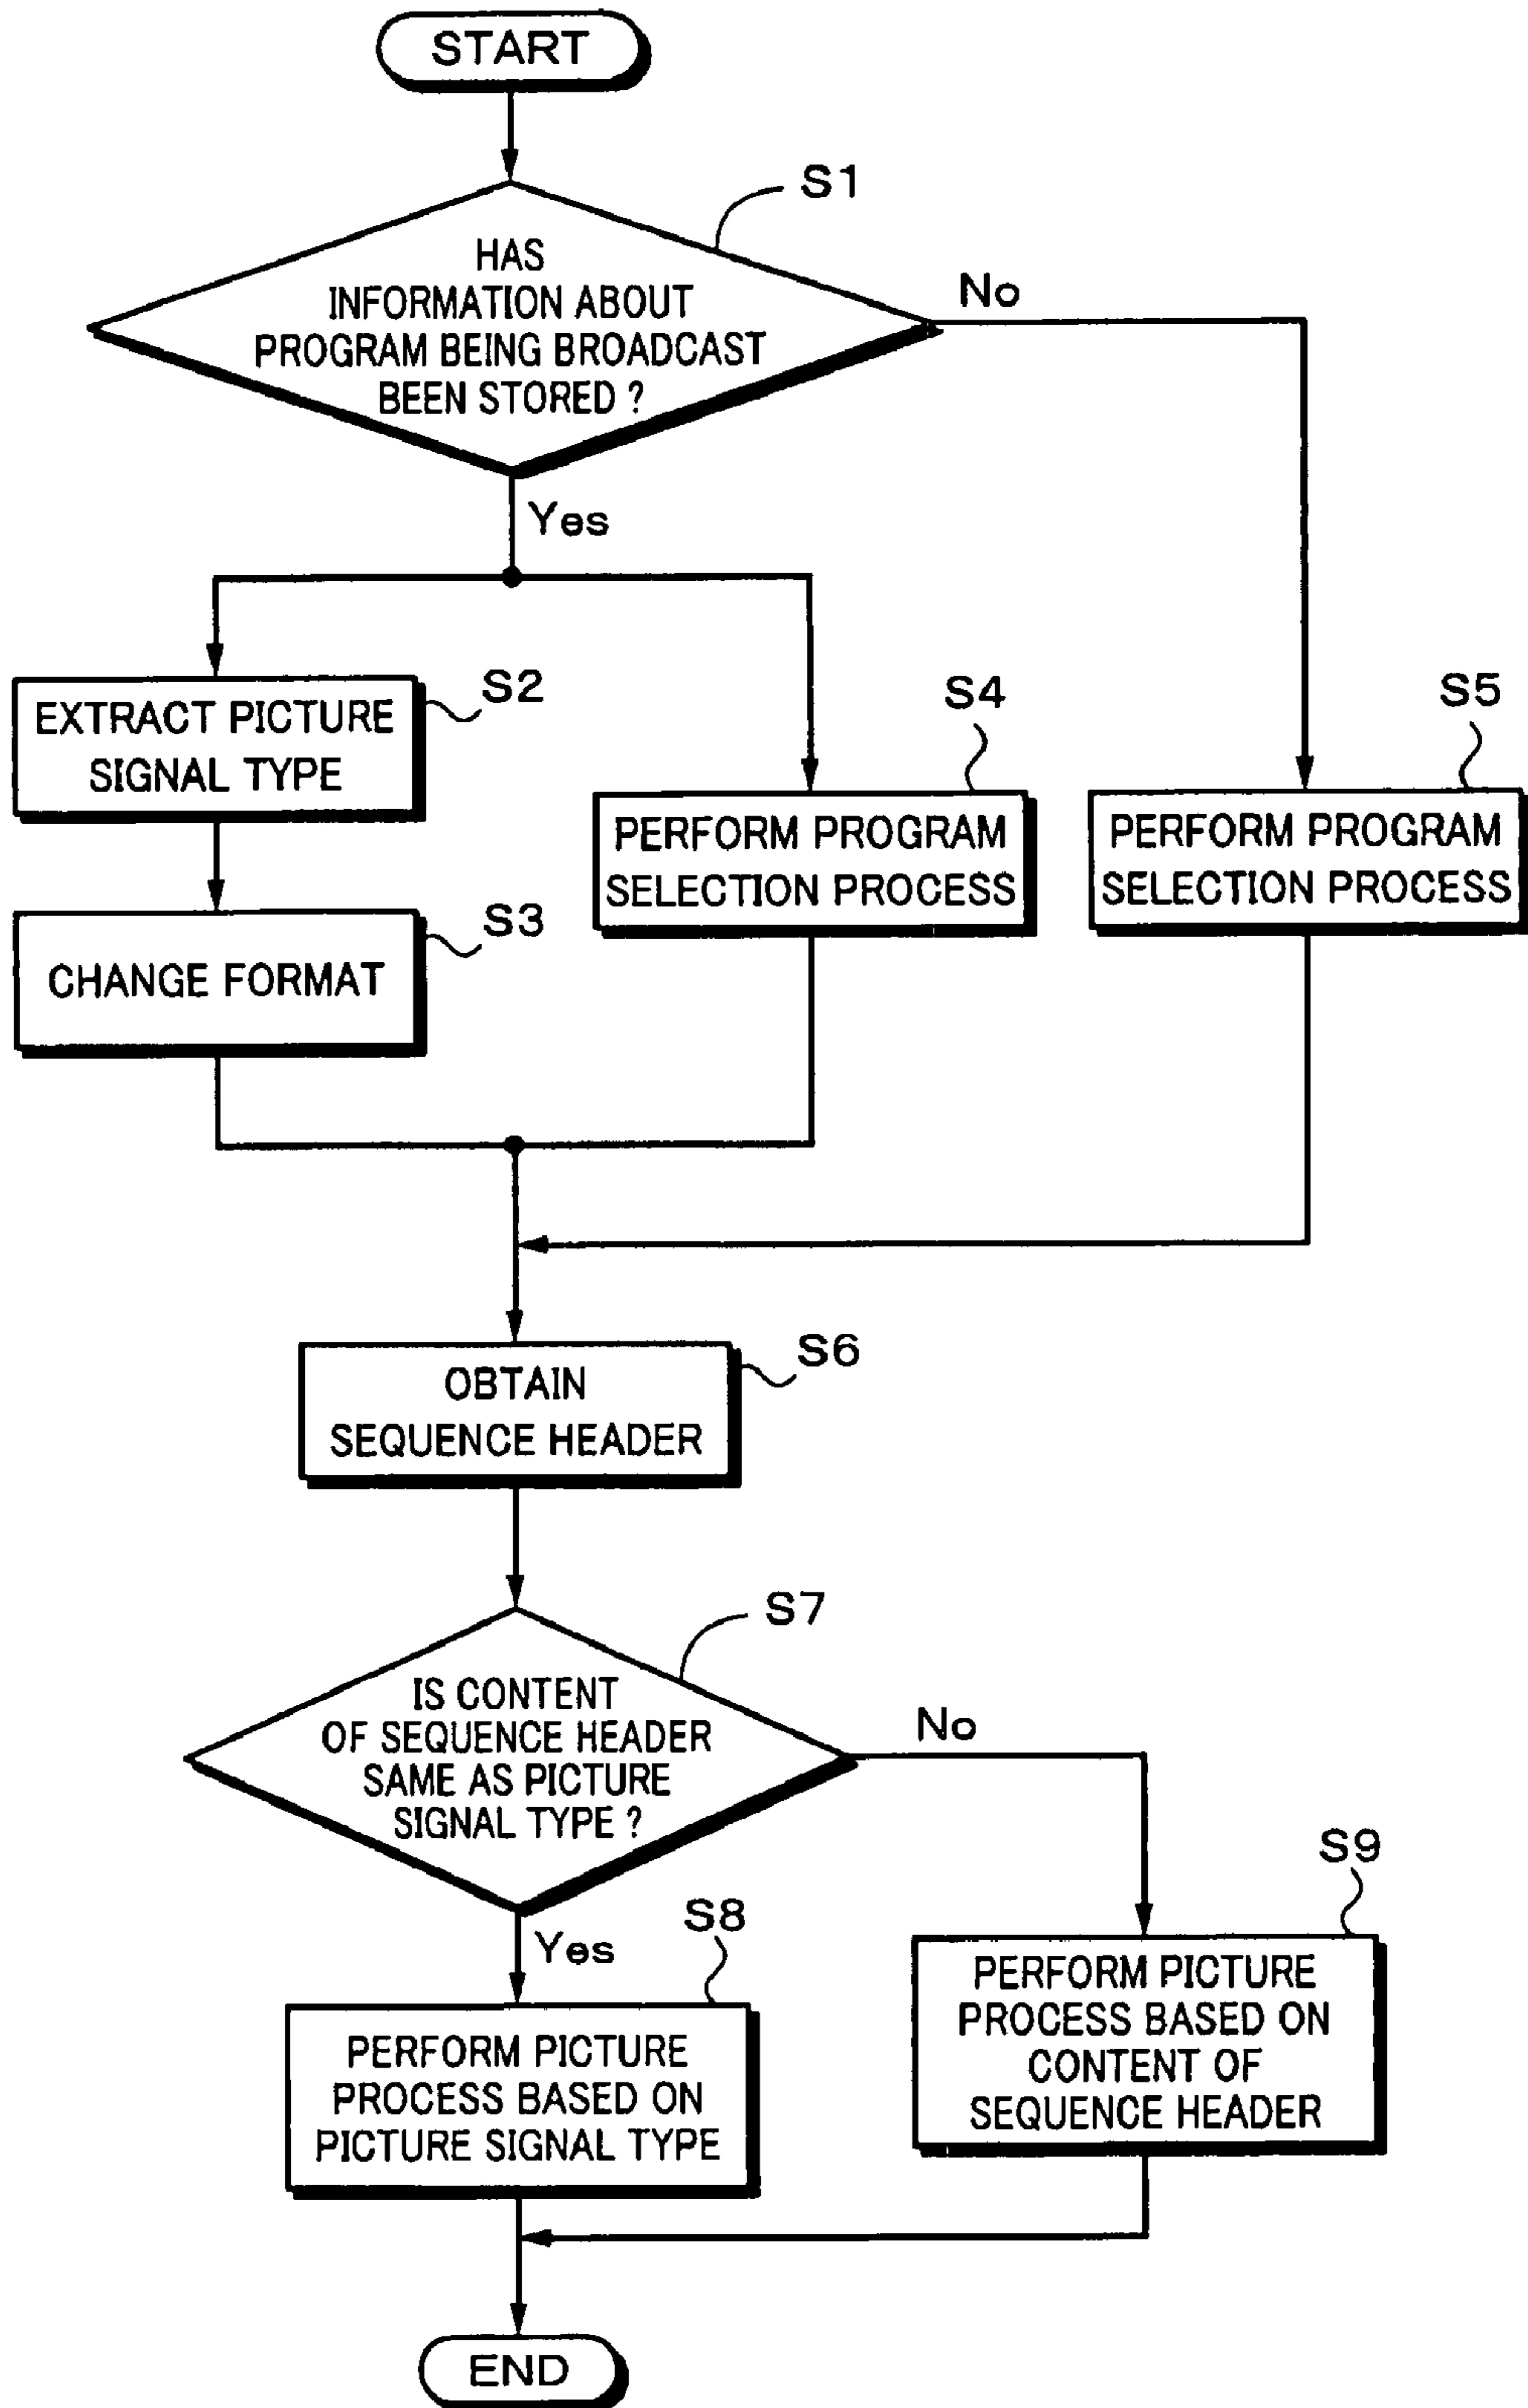 START
S1
HAS
INFORMATION ABOUT
PROGRAM BEING BROADCAST
BEEN STORED ?
No
Yes
S2
EXTRACT PICTURE
SIGNAL TYPE
S4
PERFORM PROGRAM
SELECTION PROCESS
S5
PERFORM PROGRAM
SELECTION PROCESS
S3
CHANGE FORMAT
S6
OBTAIN
SEQUENCE HEADER
S7
IS CONTENT
OF SEQUENCE HEADER
SAME AS PICTURE
SIGNAL TYPE ?
No
Yes
S8
PERFORM PICTURE
PROCESS BASED ON
PICTURE SIGNAL TYPE
S9
PERFORM PICTURE
PROCESS BASED ON
CONTENT OF
SEQUENCE HEADER
END